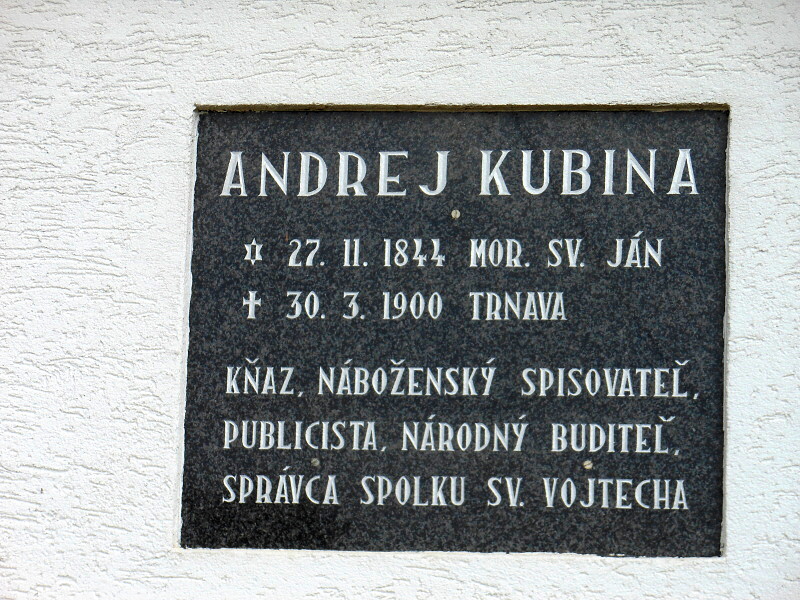 ANDREJ KUBINA
✡ 27. 11. 1844 MOR. SV. JÁN
✝ 30. 3. 1900 TRNAVA
KŇAZ, NÁBOŽENSKÝ SPISOVATEĽ,
PUBLICISTA, NÁRODNÝ BUDITEĽ,
SPRÁVCA SPOLKU SV. VOJTECHA